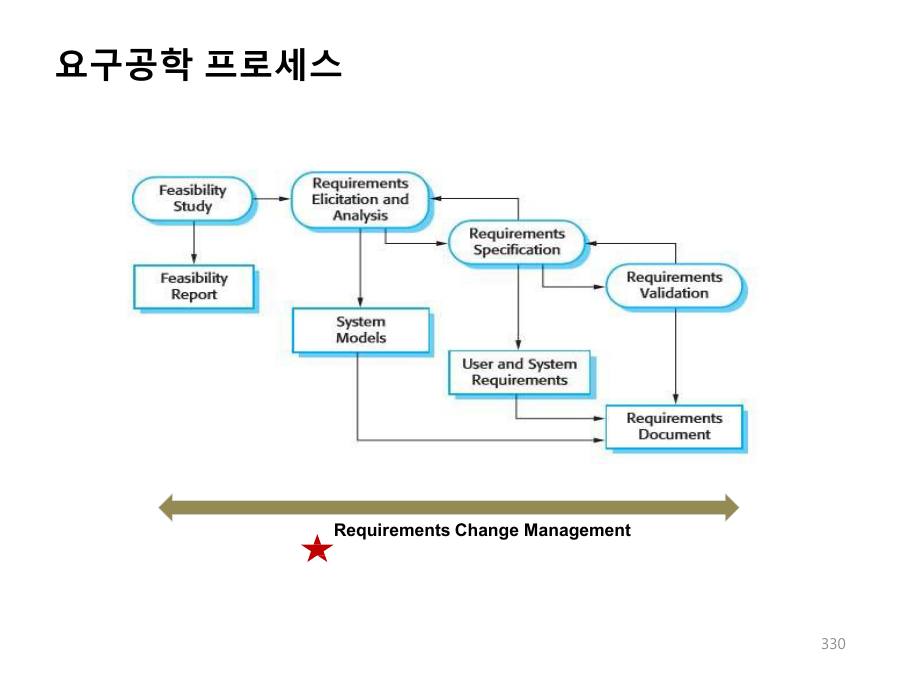 요구공학 프로세스
Feasibility
Study
Requirements
Elicitation and
Analysis
Requirements
Specification
Feasibility
Report
Requirements
Validation
System
Models
User and System
Requirements
Requirements
Document
Requirements Change Management
330